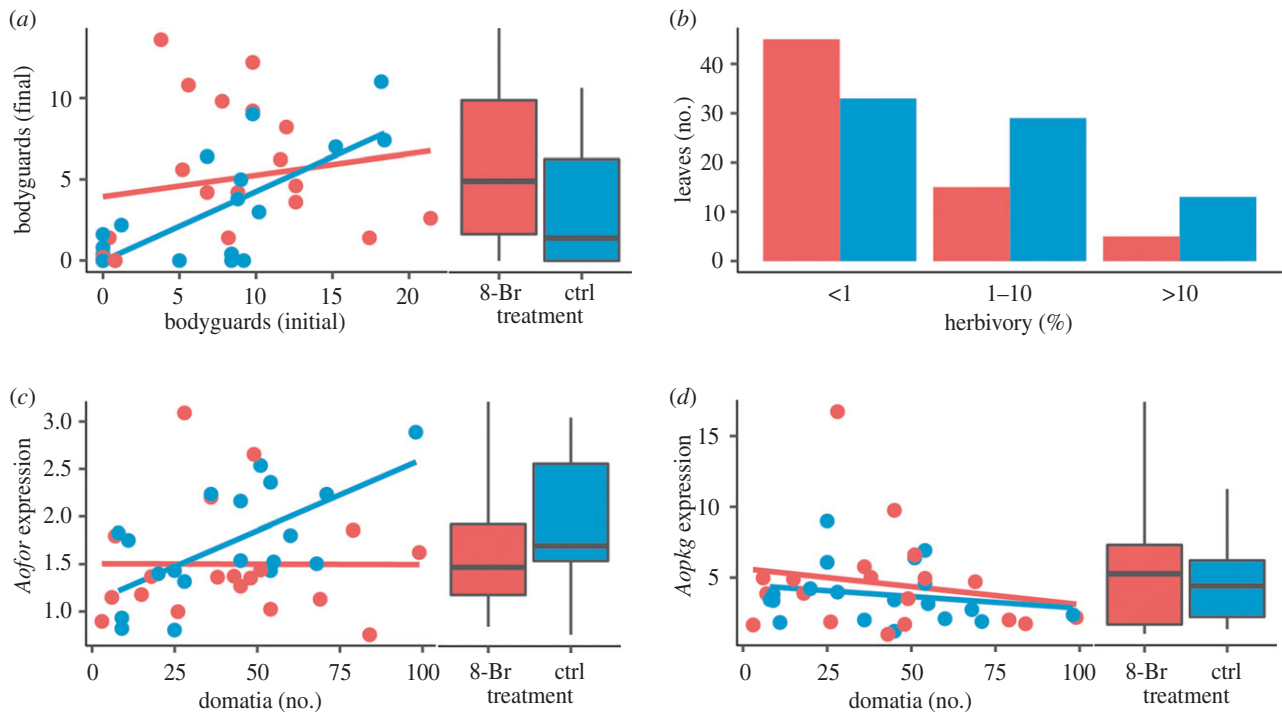 (a)
bodyguards (final)
10
5
0
0 5 10 15 20
bodyguards (initial)
8-Br ctrl
treatment
(b)
leaves (no.)
40
30
20
10
0
<1 1–10 >10
herbivory (%)
(c)
Aofor expression
3.0
2.5
2.0
1.5
1.0
0 25 50 75 100
domatia (no.)
8-Br ctrl
treatment
(d)
Aopkg expression
15
10
5
0 25 50 75 100
domatia (no.)
8-Br ctrl
treatment